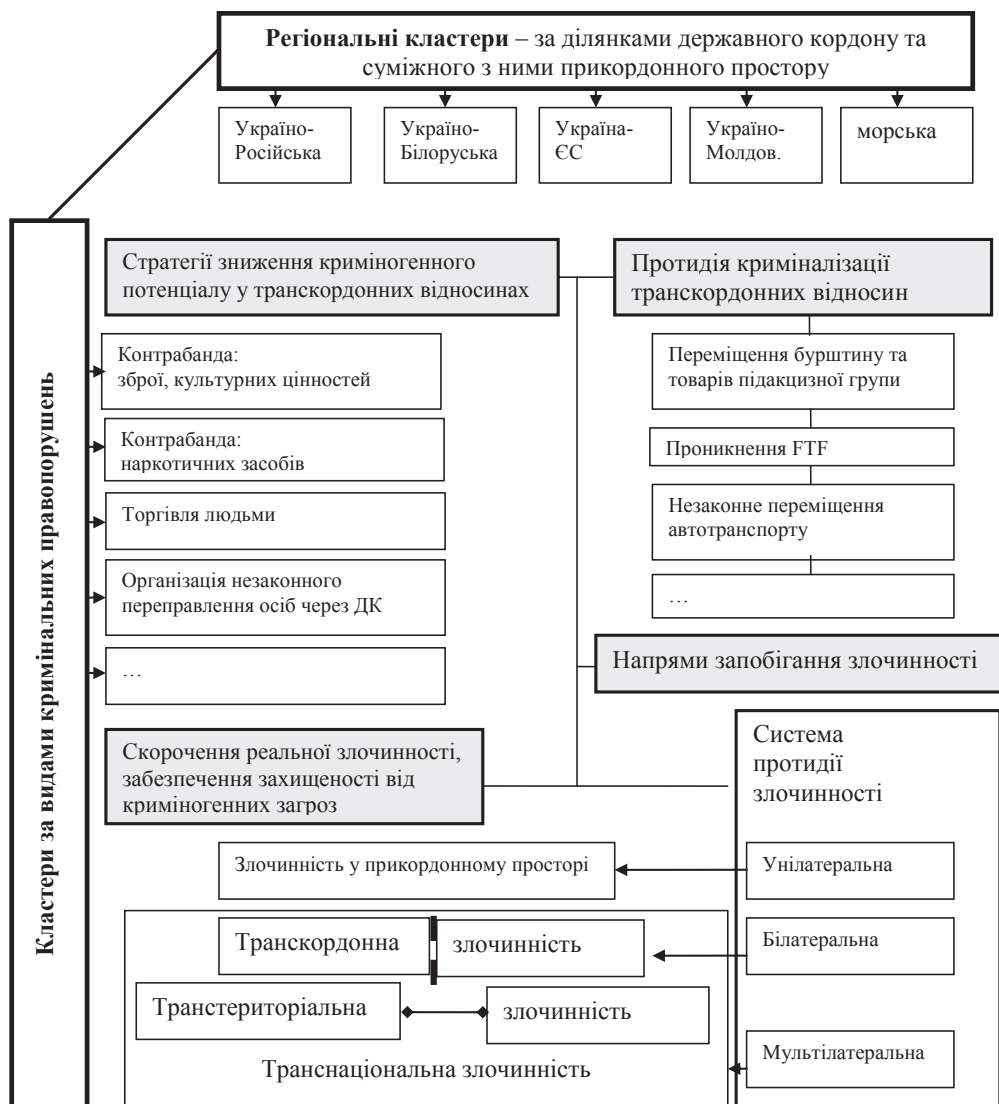 Регіональні кластери – за ділянками державного кордону та
суміжного з ними прикордонного простору
Україно-
Російська
Україно-
Білоруська
Україна-
ЄС
Україно-
Молдов.
морська
Кластери за видами кримінальних правопорушень
Стратегії зниження криміногенного
потенціалу у транскордонних відносинах
Протидія криміналізації
транскордонних відносин
Контрабанда:
зброї, культурних цінностей
Контрабанда:
наркотичних засобів
Торгівля людьми
Організація незаконного
переправлення осіб через ДК
…
Переміщення бурштину та
товарів підакцизної групи
Проникнення FTF
Незаконне переміщення
автотранспорту
…
Напрями запобігання злочинності
Скорочення реальної злочинності,
забезпечення захищеності від
криміногенних загроз
Система
протидії
злочинності
Злочинність у прикордонному просторі
Унілатеральна
Транскордонна
злочинність
Білатеральна
Транстериторіальна
злочинність
Транснаціональна злочинність
Мультілатеральна